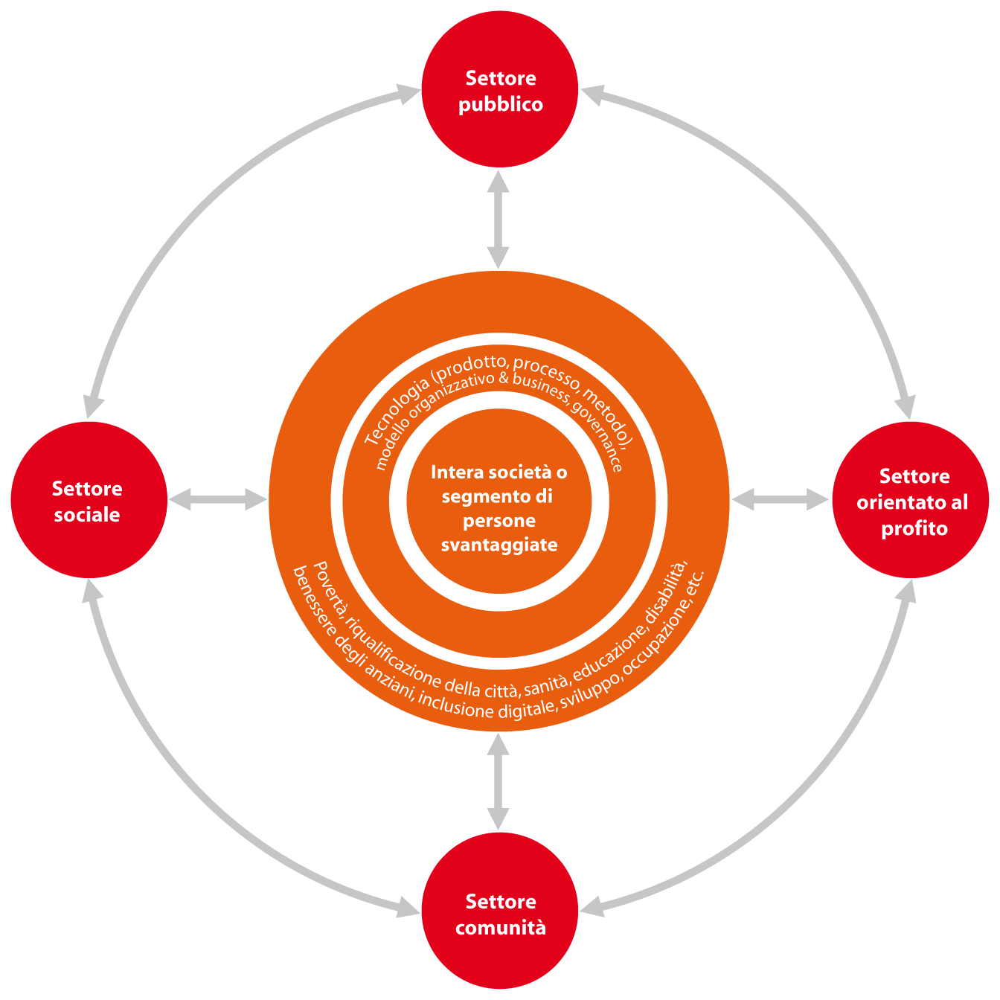 Settore
pubblico
Tecnologia (prodotto, processo, metodo),
modello organizzativo & business, governance
Intera società o
segmento di
persone
svantaggiate
Settore
sociale
Settore
orientato al
profito
Povertà, riqualificazione della città, sanità, educazione, disabilità,
benessere degli anziani, inclusione digitale, sviluppo, occupazione, etc.
Settore
comunità